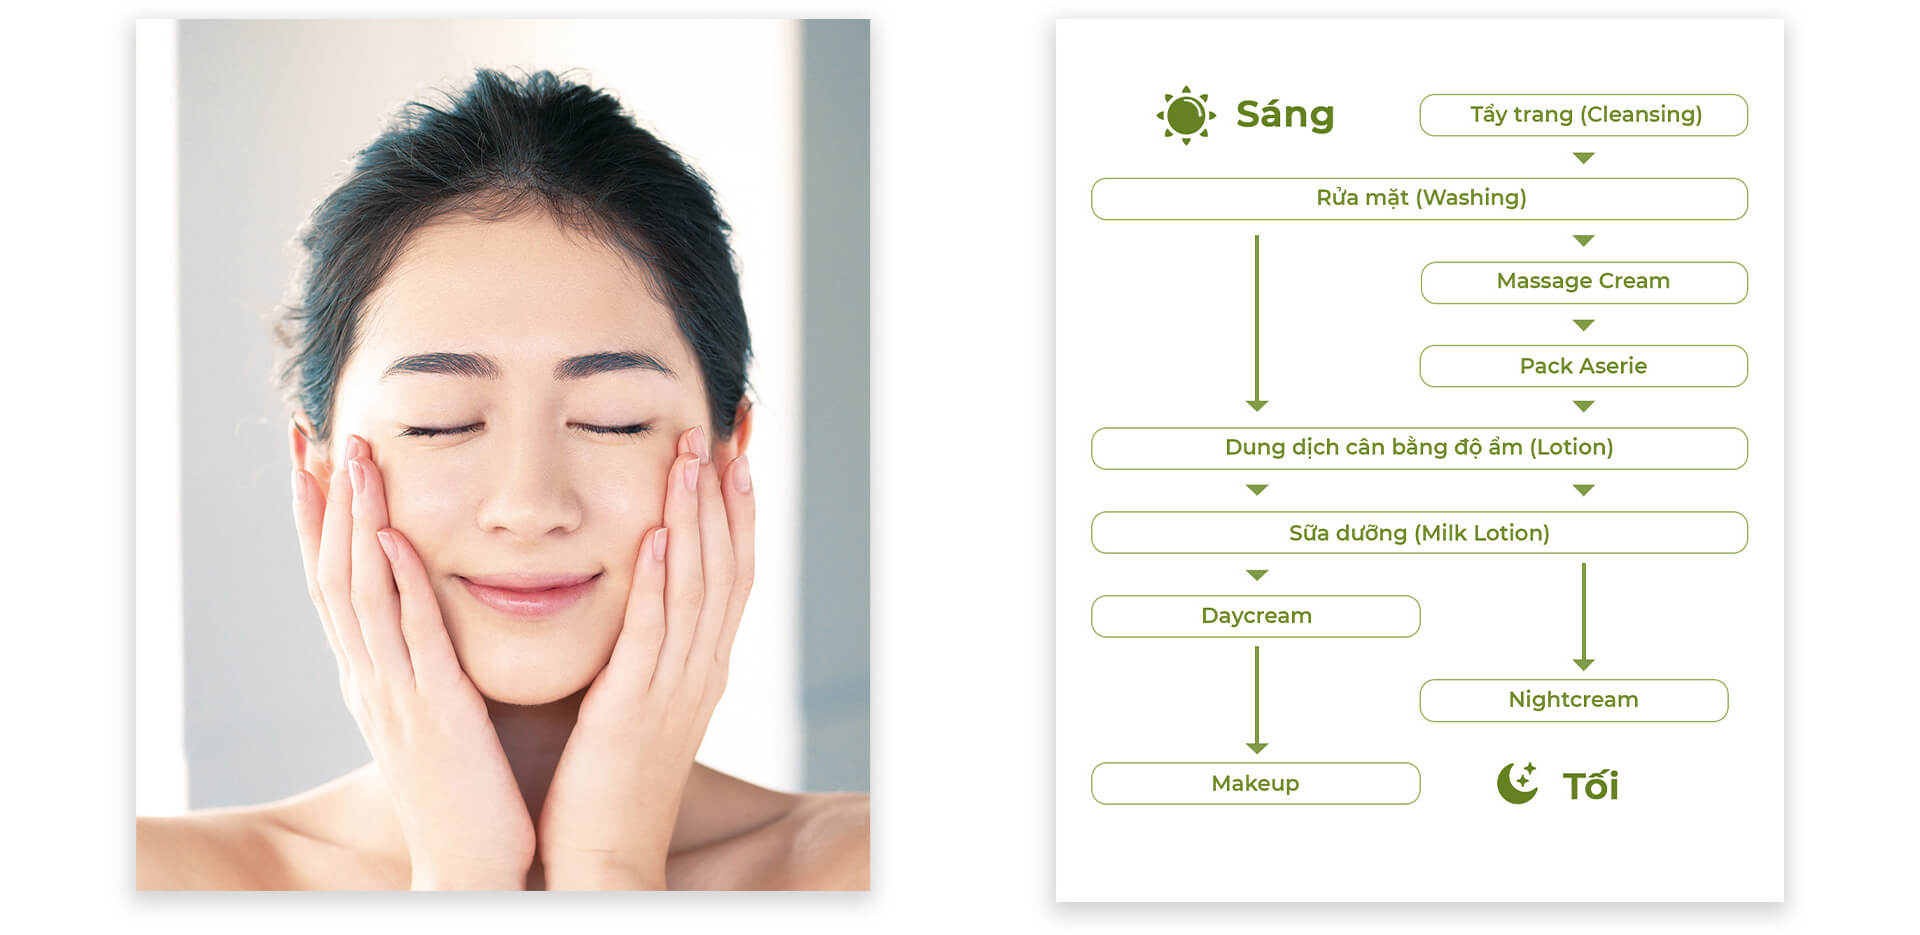 Sáng
Tẩy trang (Cleansing)
Rửa mặt (Washing)
Massage Cream
Pack Aserie
Dung dịch cân bằng độ ẩm (Lotion)
Sữa dưỡng (Milk Lotion)
Daycream
Nightcream
Makeup
Tối